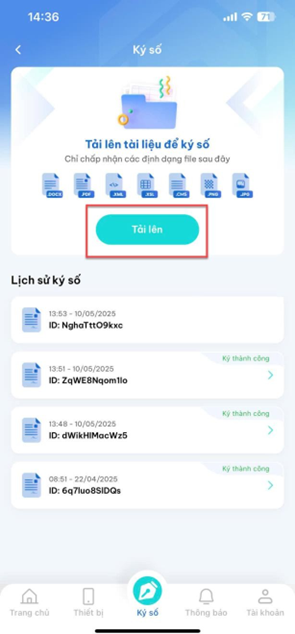 14:36
71
Ký số
Tải lên tài liệu để ký số
Chỉ chấp nhận các định dạng file sau đây
.DOCX .PDF .XML .XSL .CNG .PNG .JPG
Tải lên
Lịch sử ký số
13:53 - 10/05/2025
ID: NghaTttO9kxc
Ký thành công
13:51 - 10/05/2025
ID: ZqWE8Nqom1io
Ký thành công
13:48 - 10/05/2025
ID: dWikHIMacWz5
Ký thành công
08:51 - 22/04/2025
ID: 6q7Iuo8SIDQs
Trang chủ Thiết bị Ký số Thông báo Tài khoản